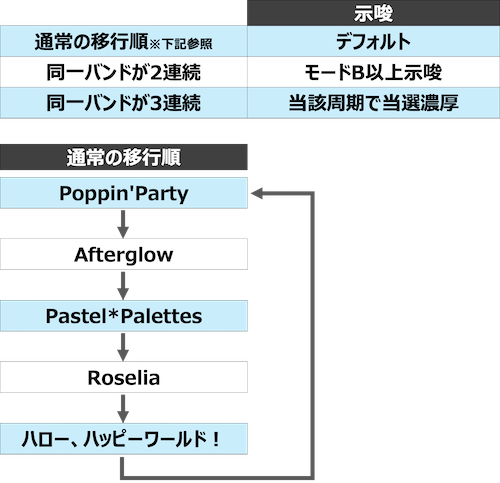 示唆
通常の移行順※下記参照 デフォルト
同一バンドが2連続 モードB以上示唆
同一バンドが3連続 当該周期で当選濃厚
通常の移行順
Poppin'Party
Afterglow
Pastel*Palettes
Roselia
ハロー、ハッピーワールド！